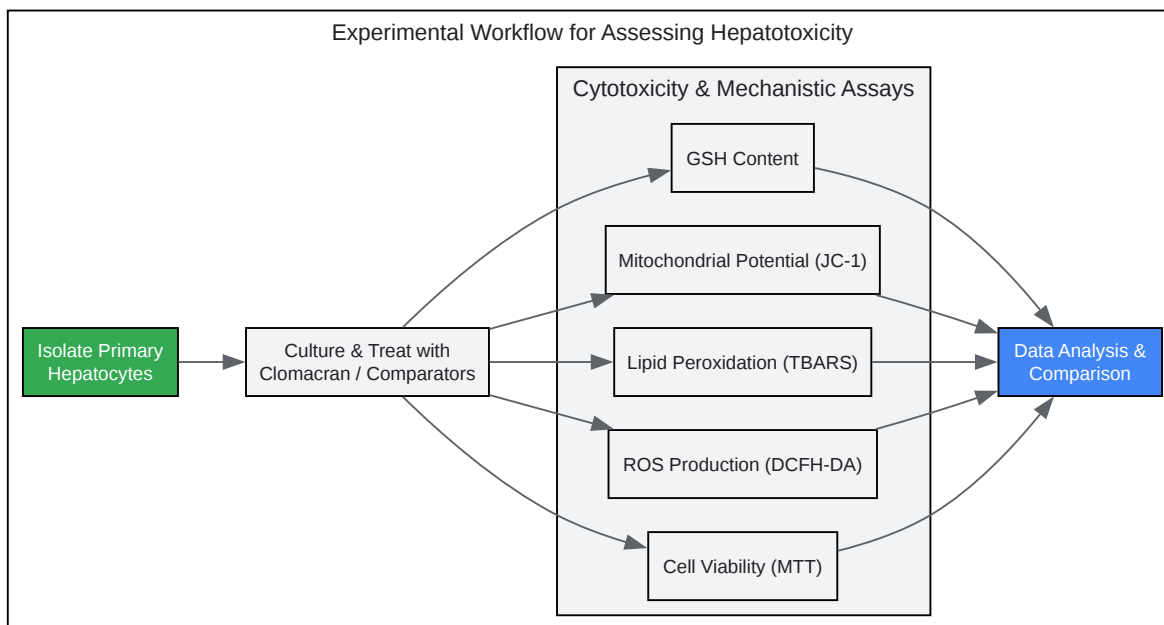 Experimental Workflow for Assessing Hepatotoxicity
Cytotoxicity & Mechanistic Assays
GSH Content
Mitochondrial Potential (JC-1)
Isolate Primary
Hepatocytes
Culture & Treat with
Clomacran / Comparators
Lipid Peroxidation (TBARS)
Data Analysis &
Comparison
ROS Production (DCFH-DA)
Cell Viability (MTT)